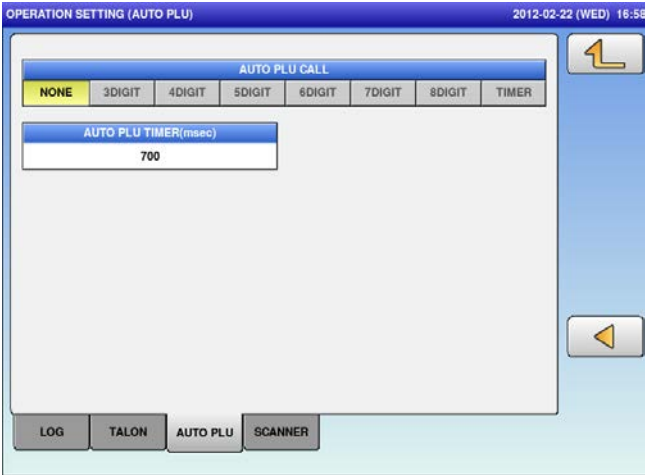 OPERATION SETTING (AUTO PLU) 2012-02-22 (WED) 16:58
AUTO PLU CALL
NONE 3DIGIT 4DIGIT 5DIGIT 6DIGIT 7DIGIT 8DIGIT TIMER
AUTO PLU TIMER(msec)
700
LOG TALON AUTO PLU SCANNER